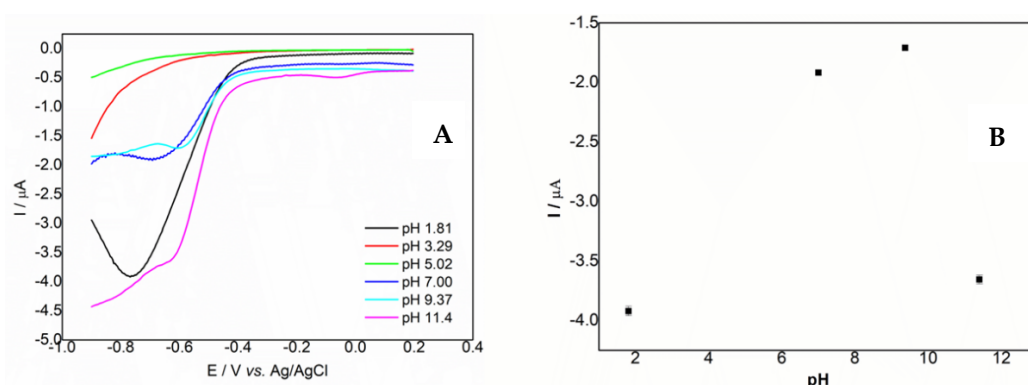 A
0.0
-0.5
-1.0
-1.5
-2.0
-2.5
-3.0
-3.5
-4.0
-4.5
-5.0
I / µA
-1.0 -0.8 -0.6 -0.4 -0.2 0.0 0.2 0.4
E / V vs. Ag/AgCl
pH 1.81
pH 3.29
pH 5.02
pH 7.00
pH 9.37
pH 11.4
B
-1.5
-2.0
-2.5
-3.0
-3.5
-4.0
I / µA
2 4 6 8 10 12
pH